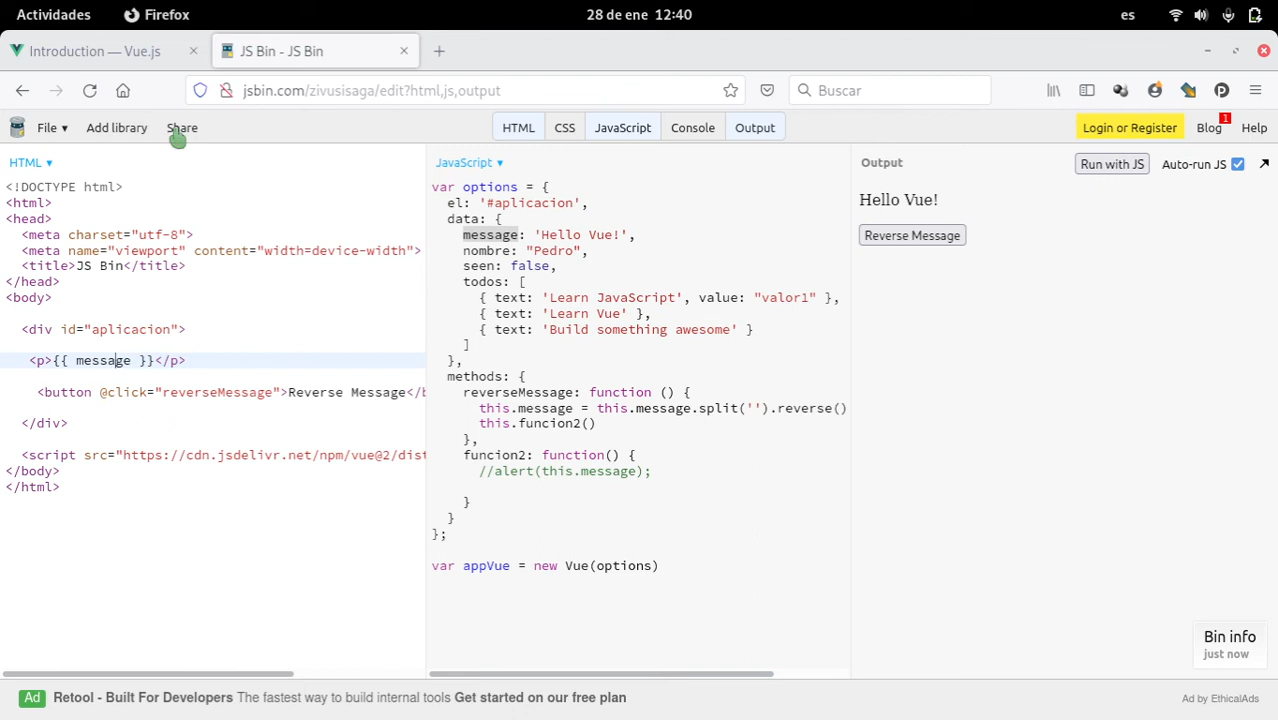 Actividades Firefox 28 de ene 12:40 es
Introduction — Vue.js JS Bin - JS Bin
jsbin.com/zivusisaga/edit?html,js,output Buscar
File Add library Share HTML CSS JavaScript Console Output Login or Register Blog 1 Help
HTML
<!DOCTYPE html>
<html>
<head>
<meta charset="utf-8">
<meta name="viewport" content="width=device-width">
<title>JS Bin</title>
</head>
<body>
<div id="aplicacion">
<p>{{ message }}</p>
<button @click="reverseMessage">Reverse Message</b
</div>
<script src="https://cdn.jsdelivr.net/npm/vue@2/dist
</body>
</html>
JavaScript
var options = {
el: '#aplicacion',
data: {
message: 'Hello Vue!',
nombre: "Pedro",
seen: false,
todos: [
{ text: 'Learn JavaScript', value: "valor1" },
{ text: 'Learn Vue' },
{ text: 'Build something awesome' }
]
},
methods: {
reverseMessage: function () {
this.message = this.message.split('').reverse()
this.funcion2()
},
funcion2: function() {
//alert(this.message);
}
}
};
var appVue = new Vue(options)
Output Run with JS Auto-run JS
Hello Vue!
Reverse Message
Bin info
just now
Ad Retool - Built For Developers The fastest way to build internal tools Get started on our free plan Ad by EthicalAds